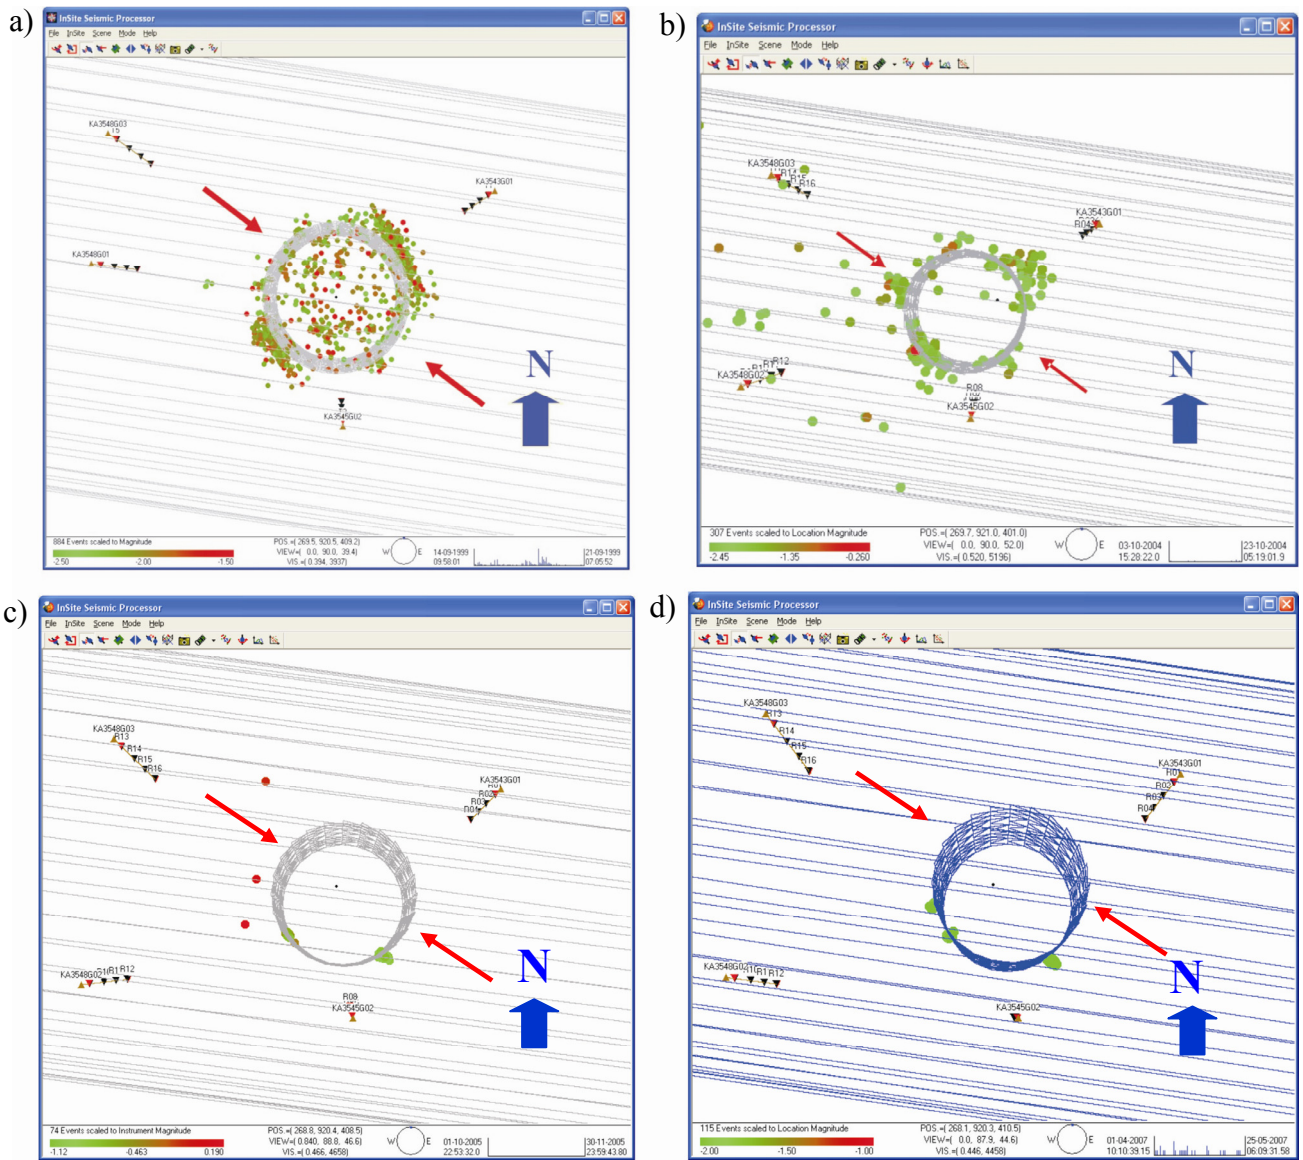 a)
InSite Seismic Processor
File InSite Scene Mode Help
KA3548G03
KA3543G01
KA3548G01
KA3545G02
N
884 Events scaled to Magnitude
-2.50 -2.00 -1.50
POS.=( 269.5, 920.5, 409.2)
VIEW=( 0.0, 90.0, 39.4)
VIS.=( 0.394, 3937)
W E
14-09-1999
09:58:01
21-09-1999
07:05:52
b)
InSite Seismic Processor
File InSite Scene Mode Help
KA3548G03
R14
R15
R16
KA3543G01
R04
R12
KA3548G02
R08
KA3545G02
N
307 Events scaled to Location Magnitude
-2.45 -1.35 -0.260
POS.=( 269.7, 921.0, 401.0)
VIEW=( 0.0, 90.0, 52.0)
VIS.=( 0.520, 5196)
W E
03-10-2004
15:28:22.0
23-10-2004
05:19:01.9
c)
InSite Seismic Processor
File InSite Scene Mode Help
KA3548G03
R13
R14
R15
R16
KA3543G01
R02
R03
R04
KA3548G02 R12
R08
KA3545G02
N
74 Events scaled to Instrument Magnitude
-1.12 -0.463 0.190
POS.=( 268.8, 920.4, 408.5)
VIEW=( 0.840, 88.8, 46.6)
VIS.=( 0.466, 4658)
W E
01-10-2005
22:53:32.0
30-11-2005
23:59:43.80
d)
InSite Seismic Processor
File InSite Scene Mode Help
KA3548G03
R13
R14
R15
R16
KA3543G01
R03
R04
KA3548G02 R12
KA3545G02
N
115 Events scaled to Location Magnitude
-2.00 -1.50 -1.00
POS.=( 268.1, 920.3, 410.5)
VIEW=( 0.0, 87.9, 44.6)
VIS.=( 0.446, 4458)
W E
01-04-2007
10:10:39.15
25-05-2007
06:09:31.58